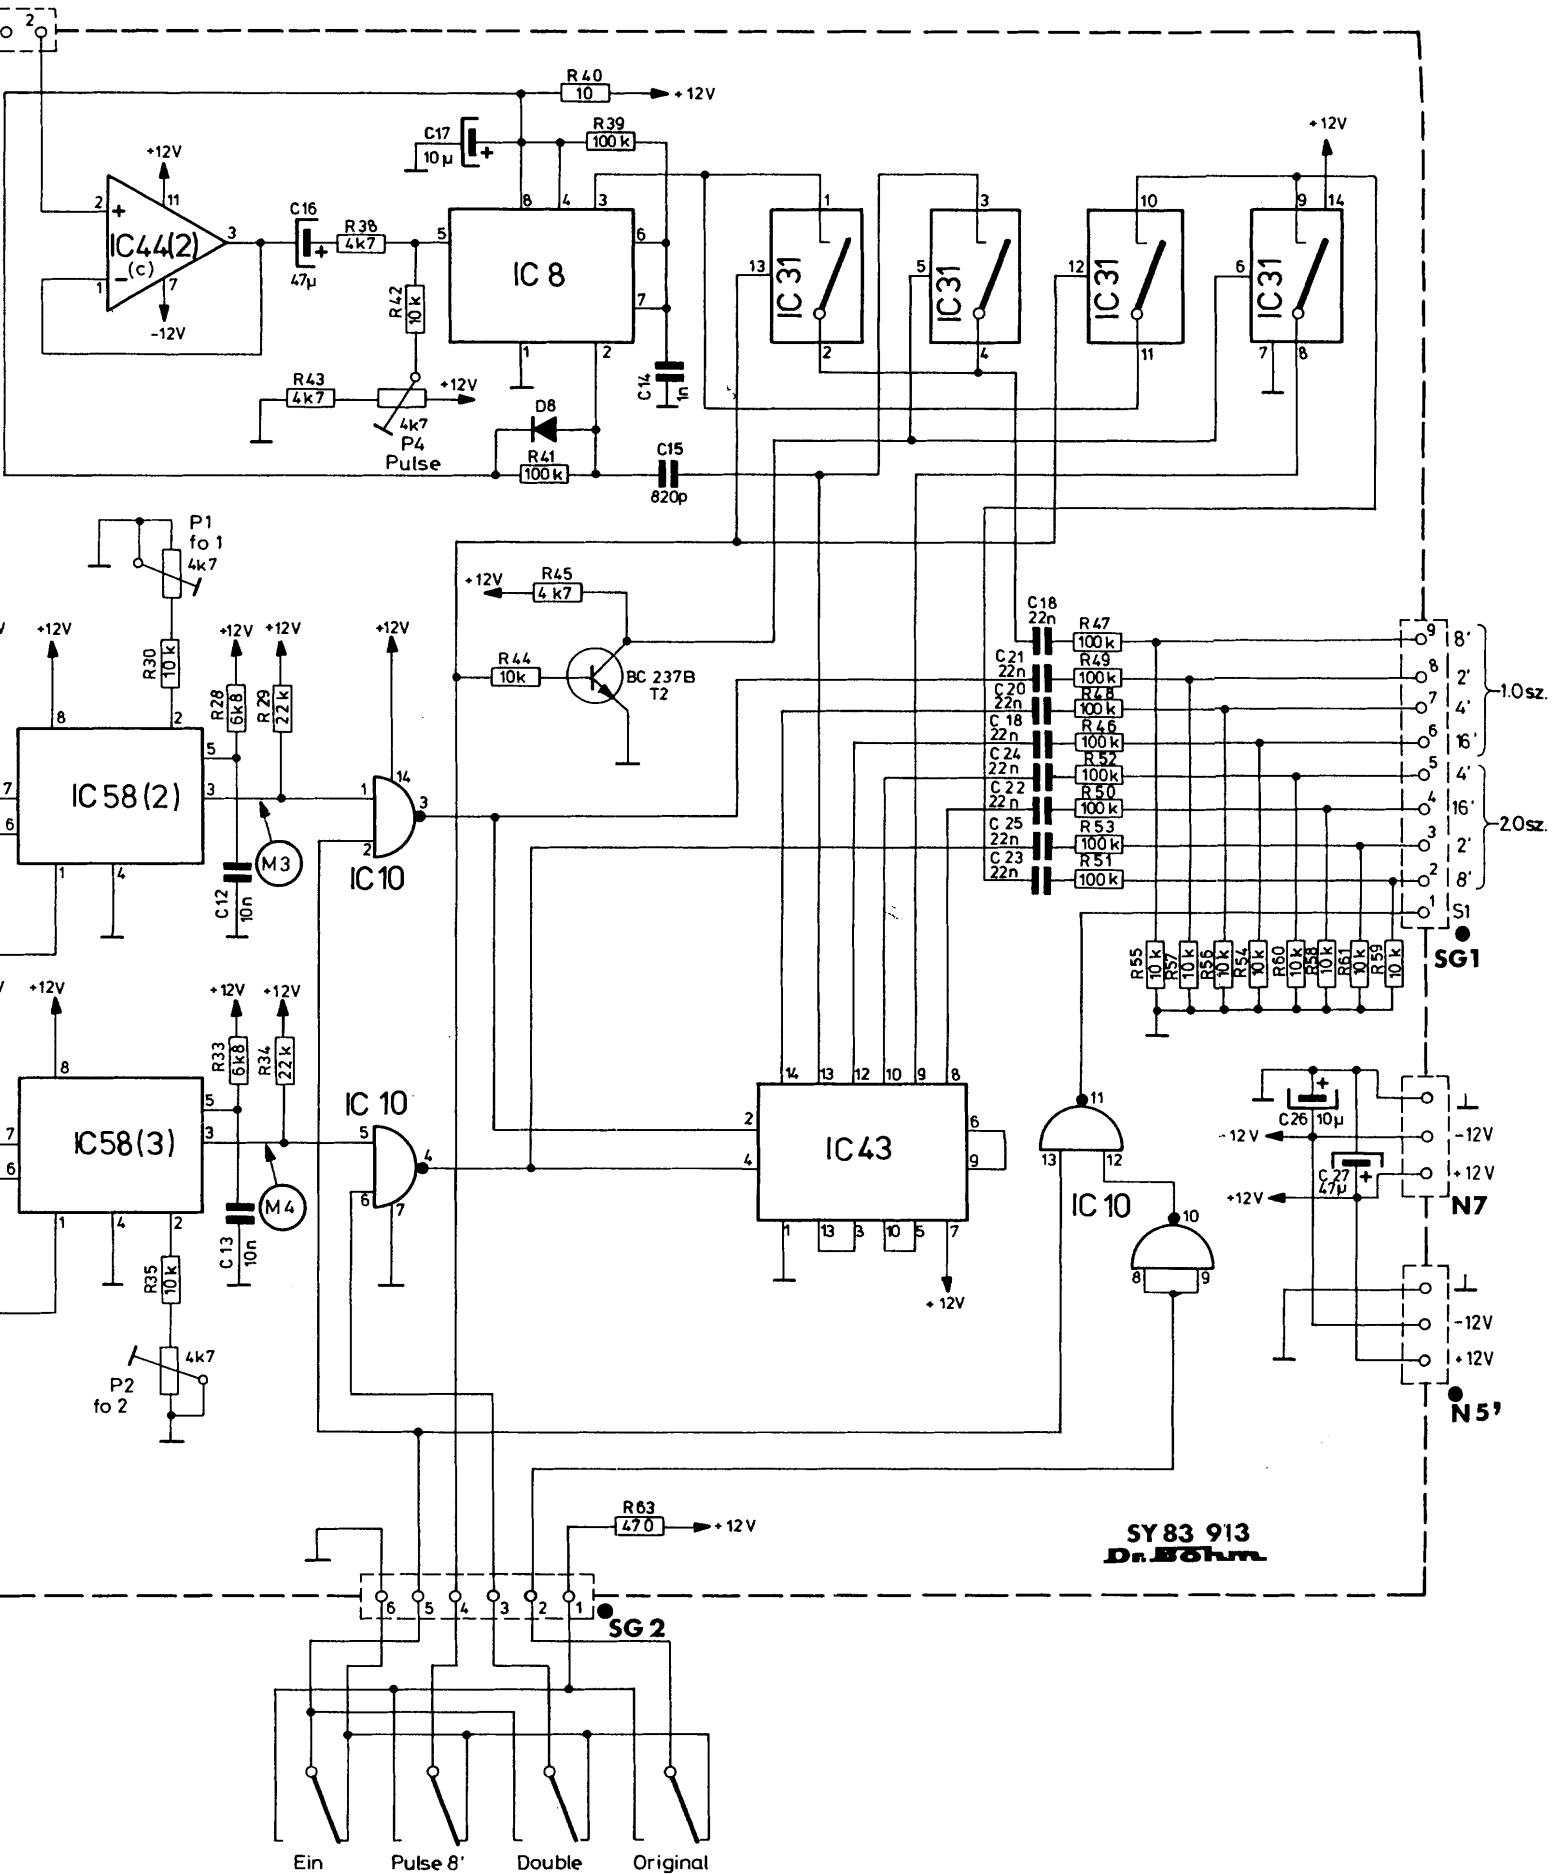 2
R40
10
+12V
C17
10µ
+
R39
100k
+12V
+12V
11
2
+
IC44(2)
(c)
3
−
1
7
-12V
C16
+
47µ
R38
4k7
5
8
4
3
IC 8
6
7
1
2
R42
10k
R43
4k7
+12V
4k7
P4
Pulse
C14
1n
D8
R41
100k
C15
820p
1
13
IC 31
2
3
5
IC 31
4
10
12
IC 31
11
9
14
6
IC 31
7
8
P1
fo 1
4k7
R30
10k
V
+12V
+12V
+12V
+12V
R28
6k8
R29
22k
8
2
5
IC58(2)
3
7
6
1
4
M3
C12
10n
14
1
3
2
IC10
+12V
R45
4k7
R44
10k
BC 237B
T2
C18
22n
R47
100k
C21
22n
R49
100k
C20
22n
R48
100k
C18
22n
R46
100k
C24
22n
R52
100k
C22
22n
R50
100k
C25
22n
R53
100k
C23
22n
R51
100k
9
8'
8
2'
7
4'
6
16'
5
4'
4
16'
3
2'
2
8'
1
S1
1.0sz.
2.0sz.
SG1
R55
10k
R57
10k
R56
10k
R54
10k
R60
10k
R58
10k
R61
10k
R59
10k
V
+12V
+12V
+12V
R33
6k8
R34
22k
8
5
IC58(3)
3
7
6
1
4
2
M4
C13
10n
R35
10k
4k7
P2
fo 2
IC 10
5
4
6
7
14
13
12
10
9
8
2
4
IC43
6
9
1
13
3
10
5
7
+12V
11
13
12
IC 10
10
8
9
+
C26
10µ
-12V
C27
47µ
+
+12V
-12V
+12V
N7
-12V
+12V
N5'
R63
470
+12V
SY 83 913
Dr.Böhm
6
5
4
3
2
1
SG 2
Ein
Pulse 8'
Double
Original